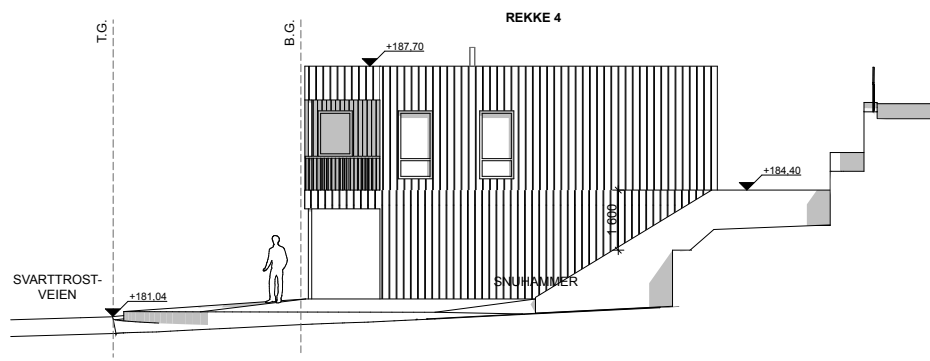 REKKE 4
T.G.
B.G.
+187,70
+184,40
1 600
SVARTTROST-
VEIEN
SNUHAMMER
+181,04